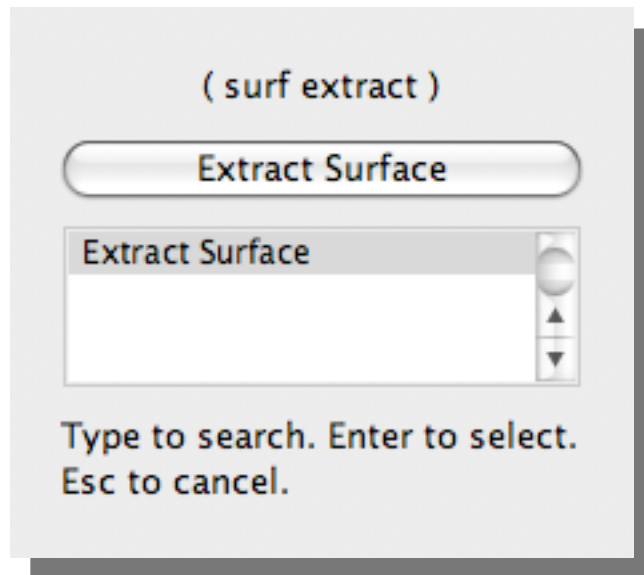 ( surf extract )
Extract Surface
Extract Surface
Type to search. Enter to select.
Esc to cancel.